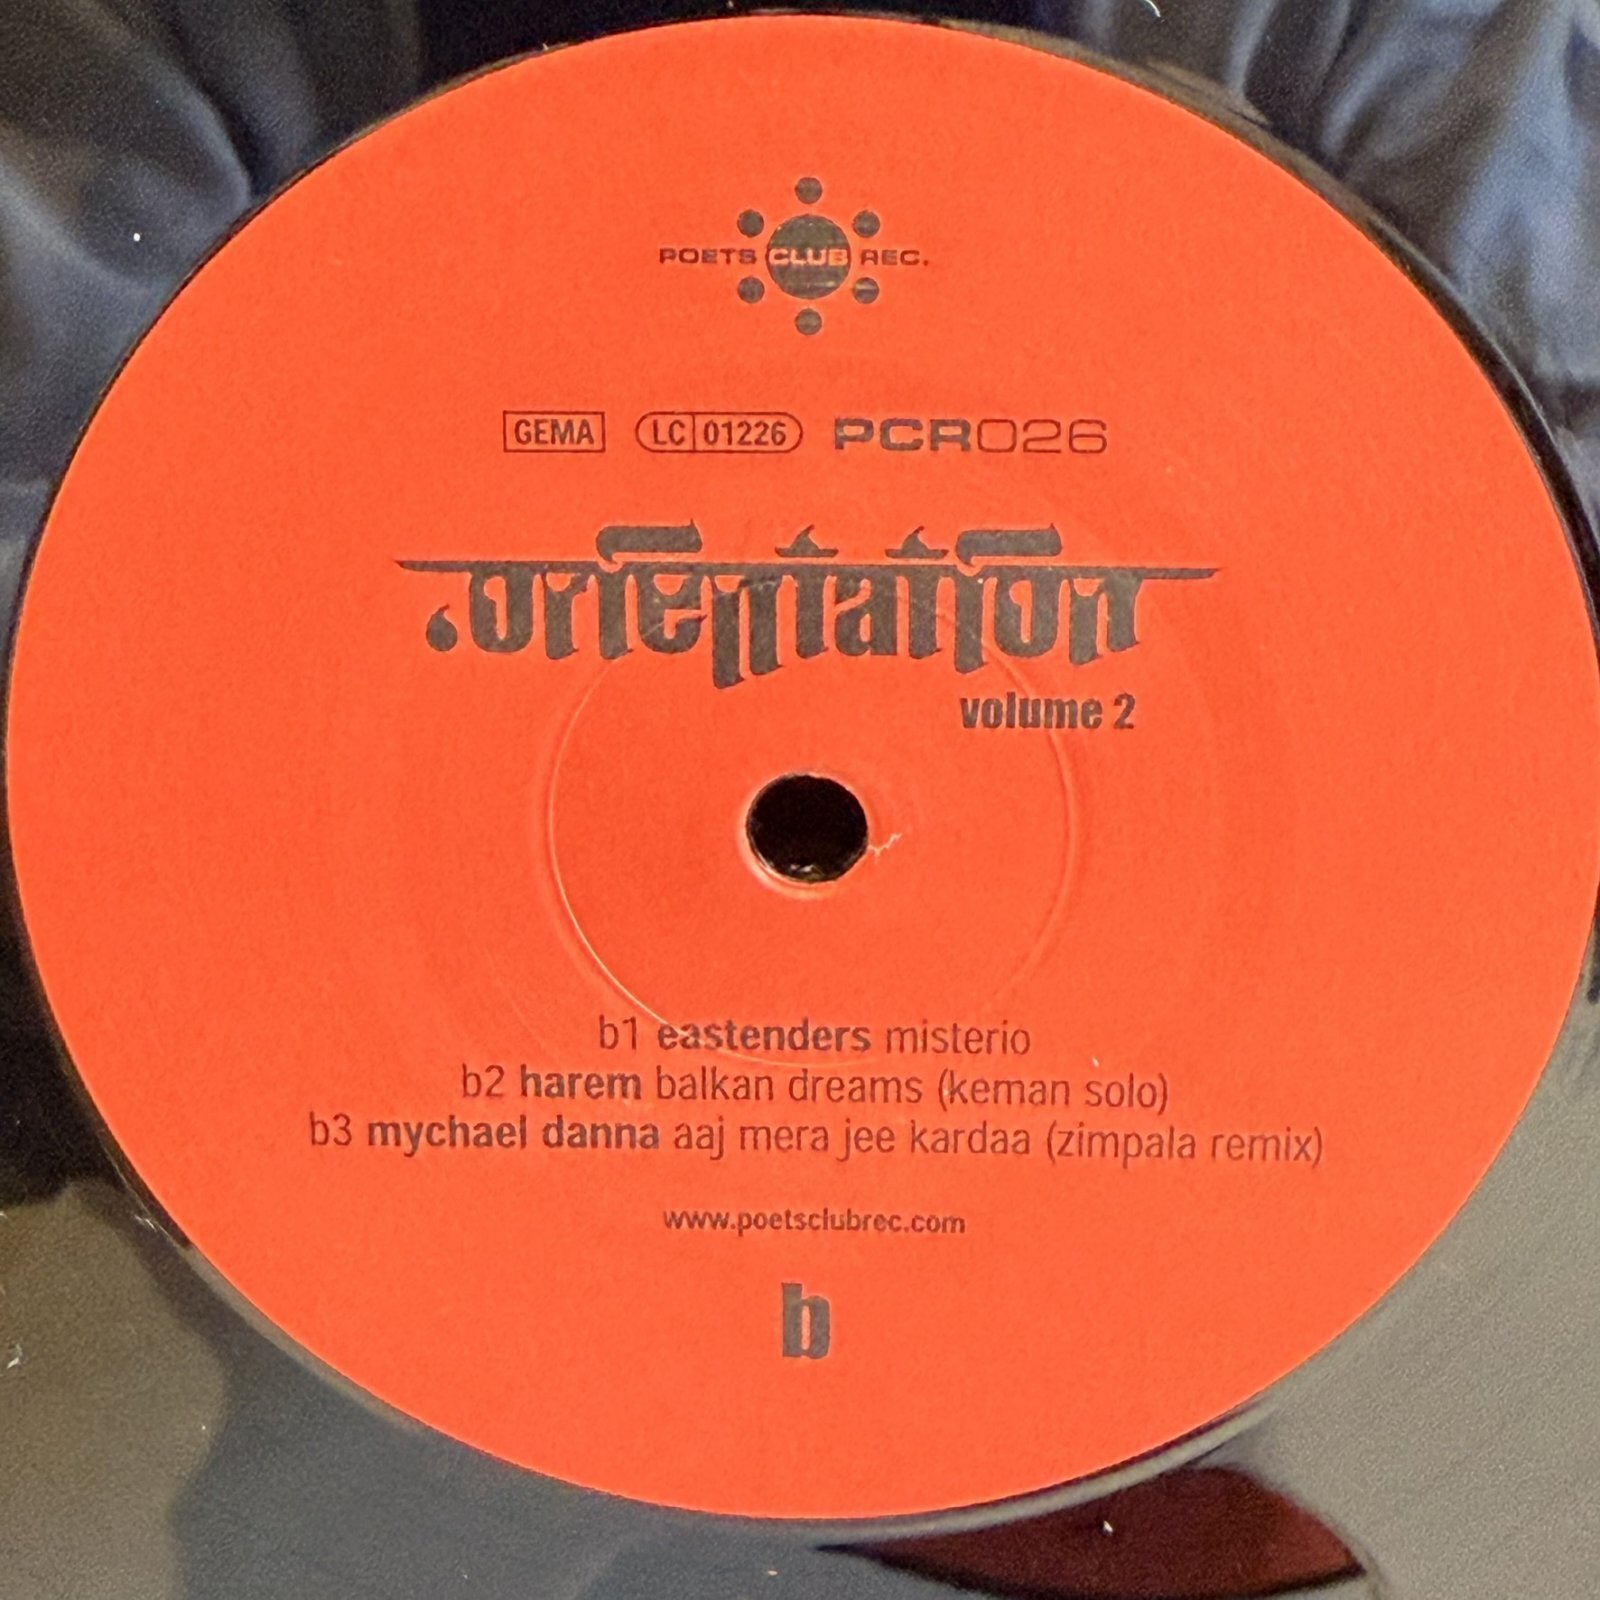 POETS CLUB REC.
GEMA LC 01226 PCR026
.orientation
volume 2
b1 eastenders misterio
b2 harem balkan dreams (keman solo)
b3 mychael danna aaj mera jee kardaa (zimpala remix)
www.poetsclubrec.com
b